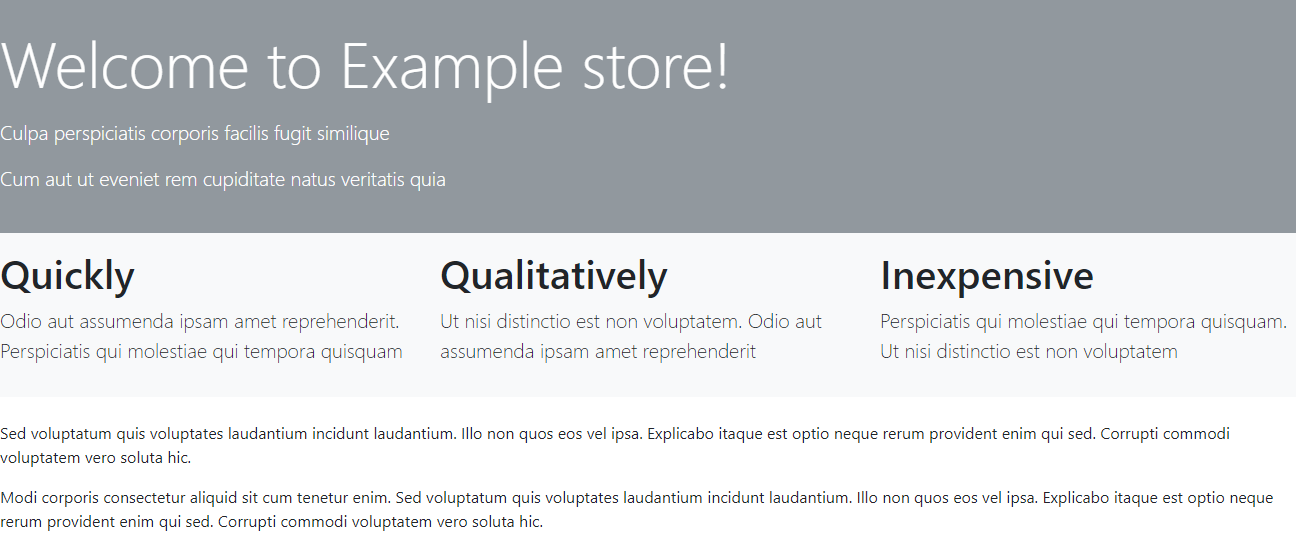 Welcome to Example store!
Culpa perspiciatis corporis facilis fugit similique
Cum aut ut eveniet rem cupiditate natus veritatis quia
Quickly
Odio aut assumenda ipsam amet reprehenderit.
Perspiciatis qui molestiae qui tempora quisquam
Qualitatively
Ut nisi distinctio est non voluptatem. Odio aut
assumenda ipsam amet reprehenderit
Inexpensive
Perspiciatis qui molestiae qui tempora quisquam.
Ut nisi distinctio est non voluptatem
Sed voluptatum quis voluptates laudantium incidunt laudantium. Illo non quos eos vel ipsa. Explicabo itaque est optio neque rerum provident enim qui sed. Corrupti commodi
voluptatem vero soluta hic.
Modi corporis consectetur aliquid sit cum tenetur enim. Sed voluptatum quis voluptates laudantium incidunt laudantium. Illo non quos eos vel ipsa. Explicabo itaque est optio neque
rerum provident enim qui sed. Corrupti commodi voluptatem vero soluta hic.